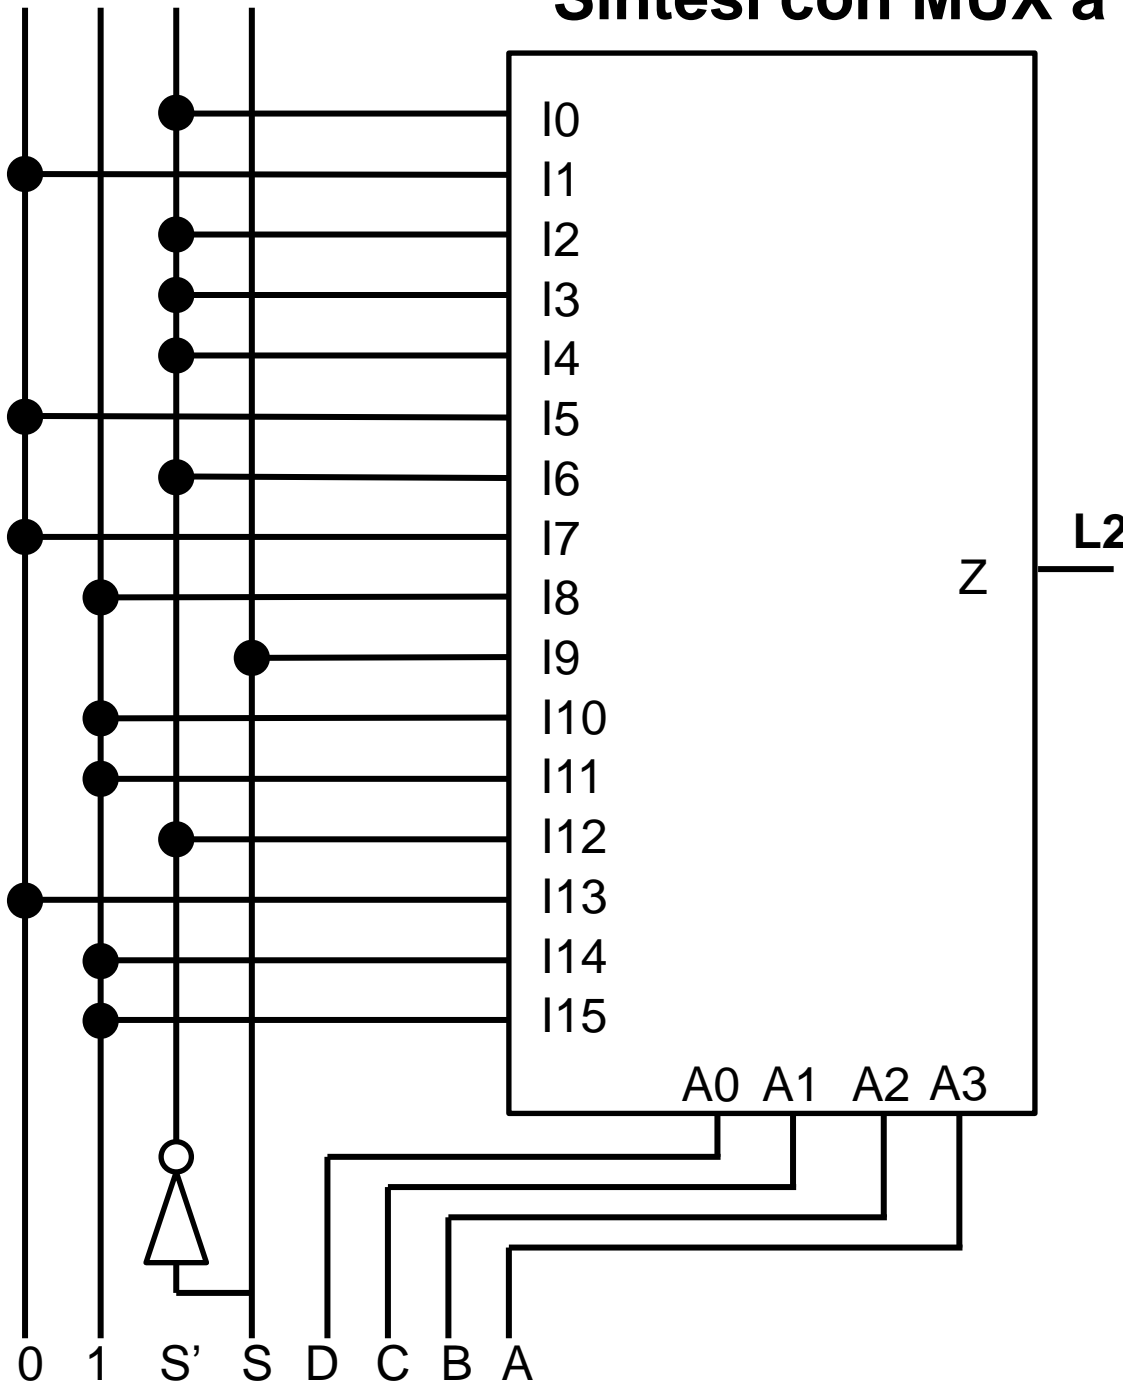 Sintesi con MUX a
I0
I1
I2
I3
I4
I5
I6
I7
L2
Z
I8
I9
I10
I11
I12
I13
I14
I15
A0 A1 A2 A3
0 1 S’ S D C B A